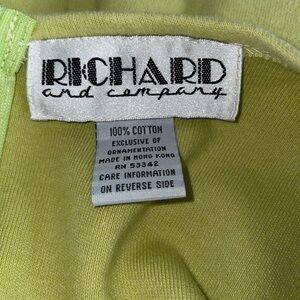 RICHARD
and company
100% COTTON
EXCLUSIVE OF
ORNAMENTATION
MADE IN HONG KONG
RN 53342
CARE INFORMATION
ON REVERSE SIDE